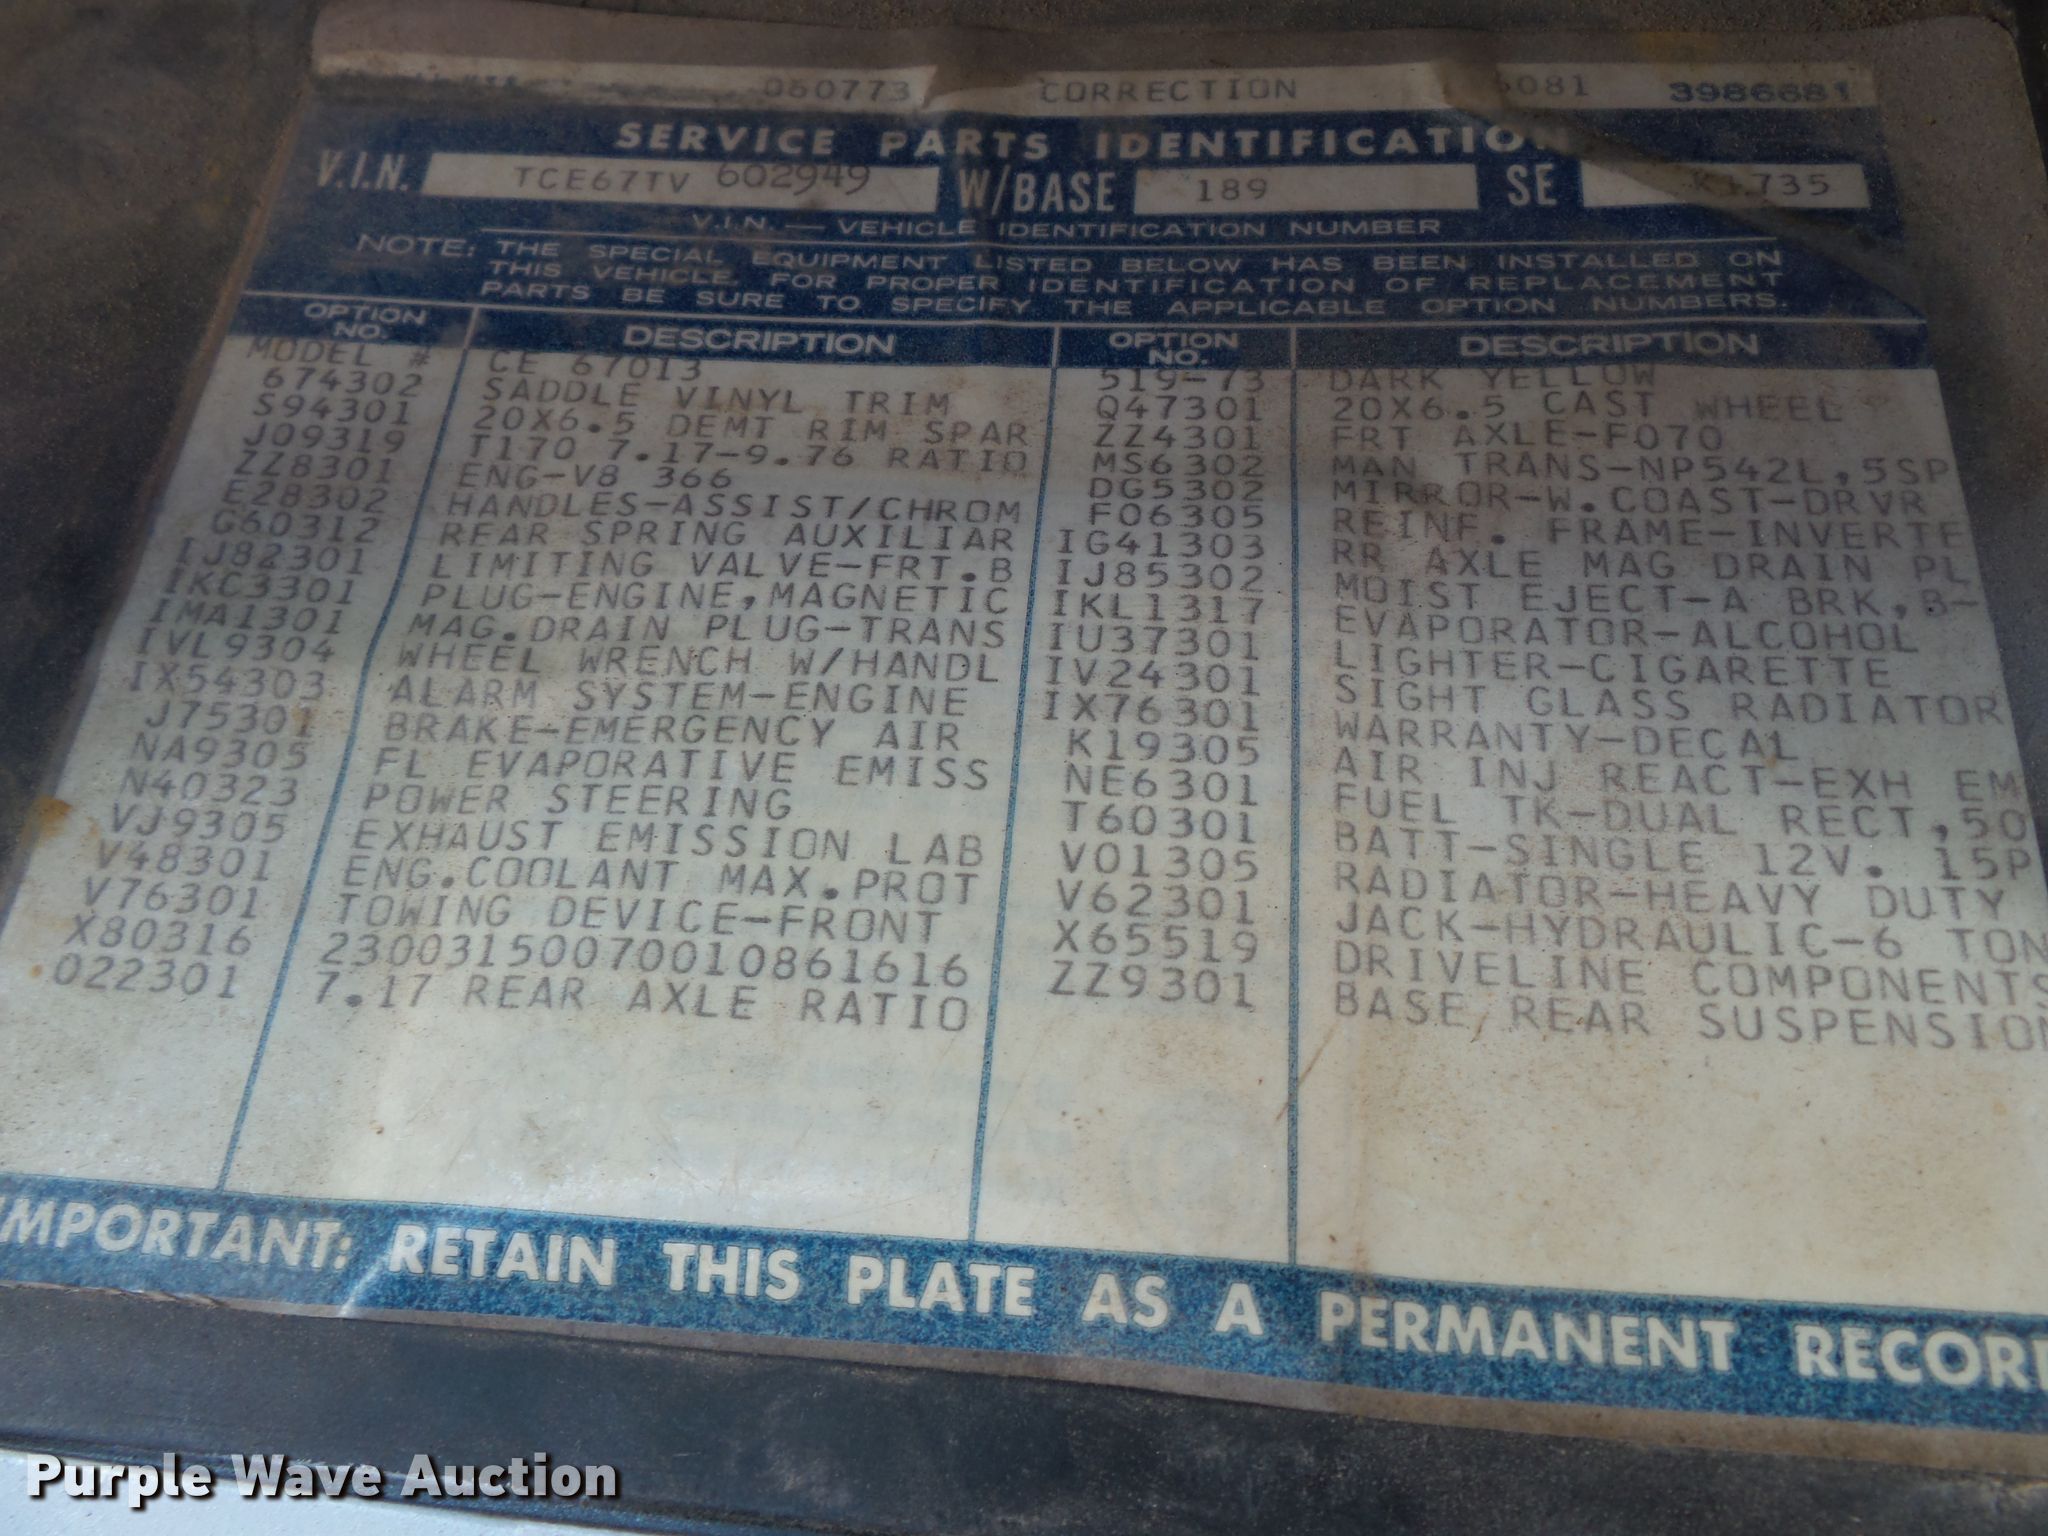 060773 CORRECTION 6081 3986681
SERVICE PARTS IDENTIFICATION
V.I.N. TCE67TV 602949 W/BASE 189 SE 735
V.I.N. — VEHICLE IDENTIFICATION NUMBER
NOTE: THE SPECIAL EQUIPMENT LISTED BELOW HAS BEEN INSTALLED ON
THIS VEHICLE. FOR PROPER IDENTIFICATION OF REPLACEMENT
PARTS BE SURE TO SPECIFY THE APPLICABLE OPTION NUMBERS.
OPTION NO. DESCRIPTION OPTION NO. DESCRIPTION
MODEL # CE 67013 519-73 DARK YELLOW
674302 SADDLE VINYL TRIM Q47301 20X6.5 CAST WHEEL
S94301 20X6.5 DEMT RIM SPAR ZZ4301 FRT AXLE-F070
J09319 T170 7.17-9.76 RATIO MS6302 MAN TRANS-NP542L,5SP
ZZ8301 ENG-V8 366 DG5302 MIRROR-W.COAST-DRVR
E28302 HANDLES-ASSIST/CHROM F06305 REINF. FRAME-INVERTE
G60312 REAR SPRING AUXILIAR IG41303 RR AXLE MAG DRAIN PL
IJ82301 LIMITING VALVE-FRT.B IJ85302 MOIST EJECT-A BRK,B-
IKC3301 PLUG-ENGINE,MAGNETIC IKL1317 EVAPORATOR-ALCOHOL
IMA1301 MAG.DRAIN PLUG-TRANS IU37301 LIGHTER-CIGARETTE
IVL9304 WHEEL WRENCH W/HANDL IV24301 SIGHT GLASS RADIATOR
IX54303 ALARM SYSTEM-ENGINE IX76301 WARRANTY-DECAL
J75301 BRAKE-EMERGENCY AIR K19305 AIR INJ REACT-EXH EM
NA9305 FL EVAPORATIVE EMISS NE6301 FUEL TK-DUAL RECT,50
N40323 POWER STEERING T60301 BATT-SINGLE 12V. 15P
VJ9305 EXHAUST EMISSION LAB V01305 RADIATOR-HEAVY DUTY
V48301 ENG.COOLANT MAX.PROT V62301 JACK-HYDRAULIC-6 TON
V76301 TOWING DEVICE-FRONT X65519 DRIVELINE COMPONENTS
X80316 23003150070010861616 ZZ9301 BASE REAR SUSPENSION
022301 7.17 REAR AXLE RATIO
IMPORTANT: RETAIN THIS PLATE AS A PERMANENT RECOR
Purple Wave Auction